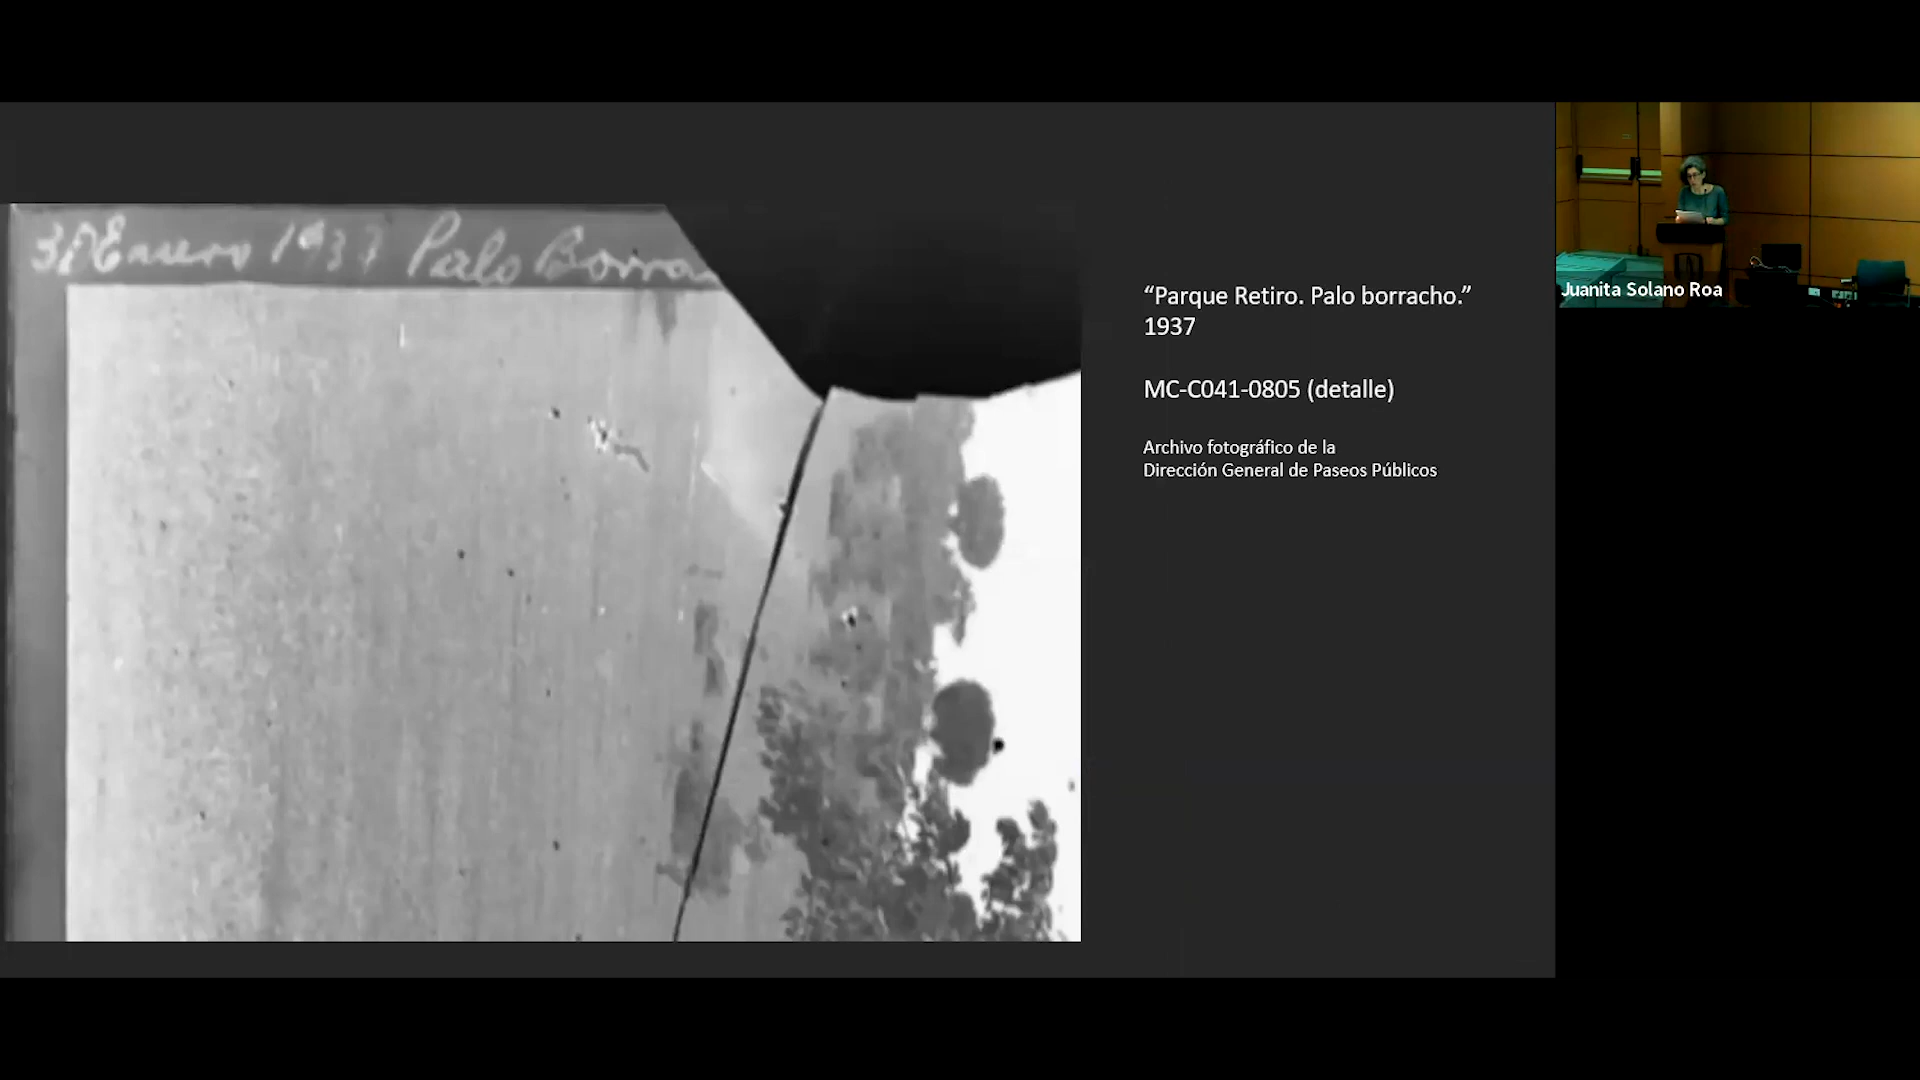 Enero 1937 Palo Borra
“Parque Retiro. Palo borracho.”
1937
MC-C041-0805 (detalle)
Archivo fotográfico de la
Dirección General de Paseos Públicos
Juanita Solano Roa